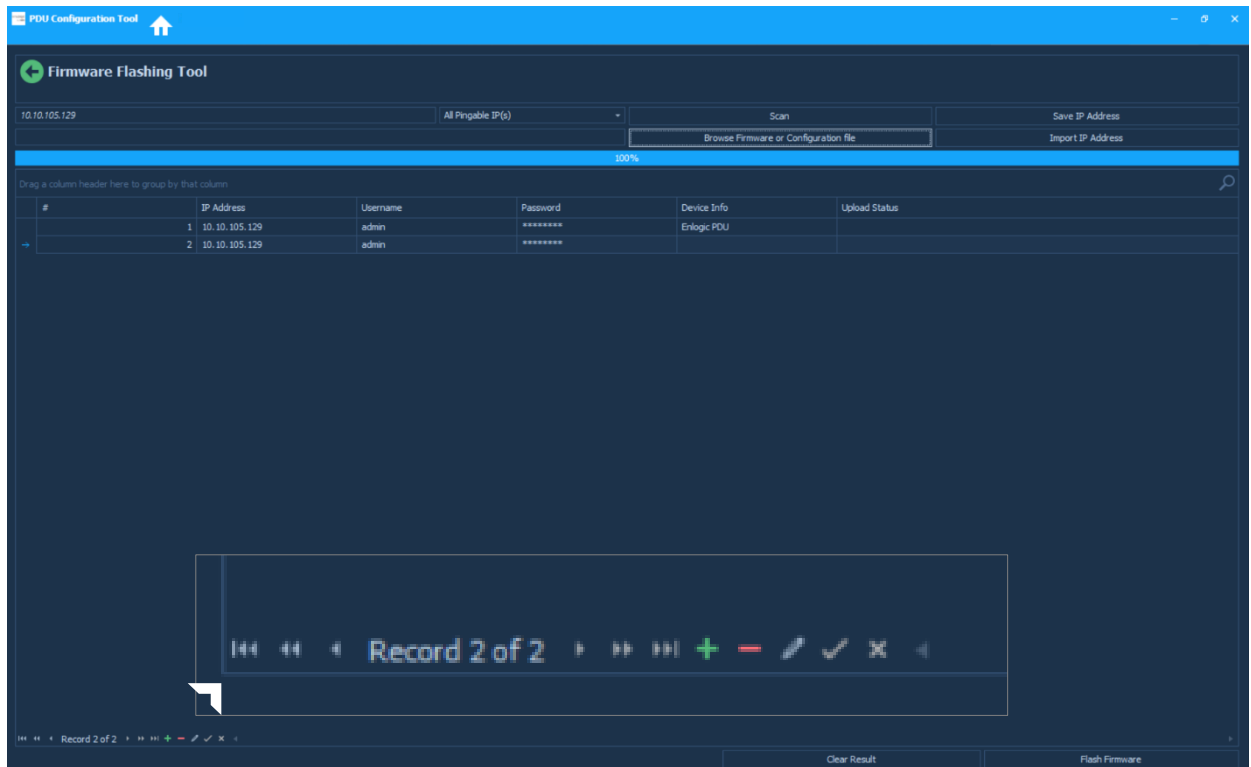 PDU Configuration Tool
Firmware Flashing Tool
10.10.105.129 All Pingable IP(s) Scan Save IP Address
Browse Firmware or Configuration file Import IP Address
100%
Drag a column header here to group by that column
# IP Address Username Password Device Info Upload Status
1 10.10.105.129 admin ******** Enlogic PDU
2 10.10.105.129 admin ********
Record 2 of 2
Record 2 of 2
Clear Result Flash Firmware